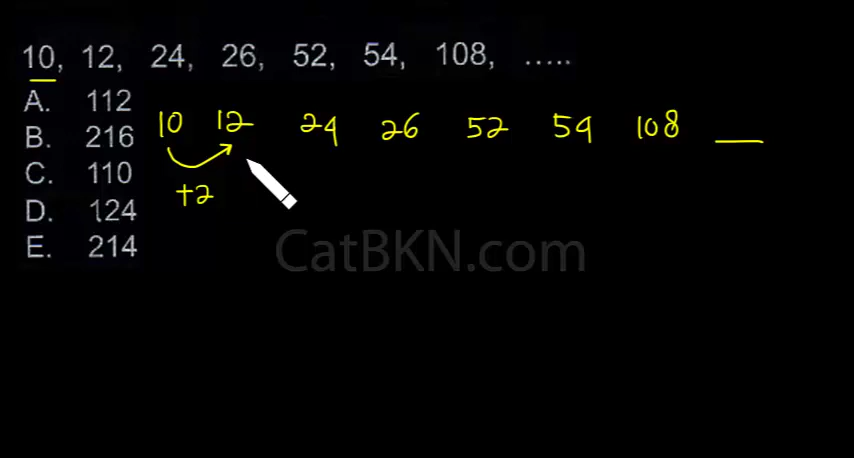 10, 12, 24, 26, 52, 54, 108, .....
A. 112
B. 216
C. 110
D. 124
E. 214
10 12 24 26 52 54 108 __
+2
CatBKN.com